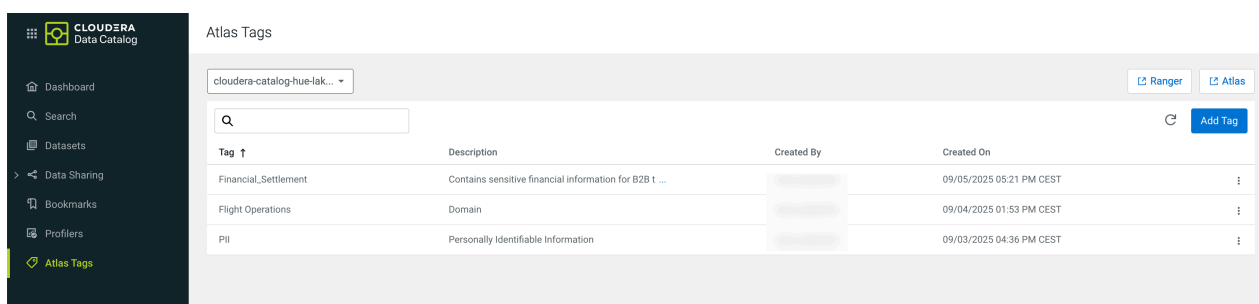 CLOUDERA
Data Catalog
Dashboard
Search
Datasets
Data Sharing
Bookmarks
Profilers
Atlas Tags
Atlas Tags
cloudera-catalog-hue-lak...
Ranger
Atlas
Add Tag
Tag ↑ Description Created By Created On
Financial_Settlement Contains sensitive financial information for B2B t ... 09/05/2025 05:21 PM CEST
Flight Operations Domain 09/04/2025 01:53 PM CEST
PII Personally Identifiable Information 09/03/2025 04:36 PM CEST